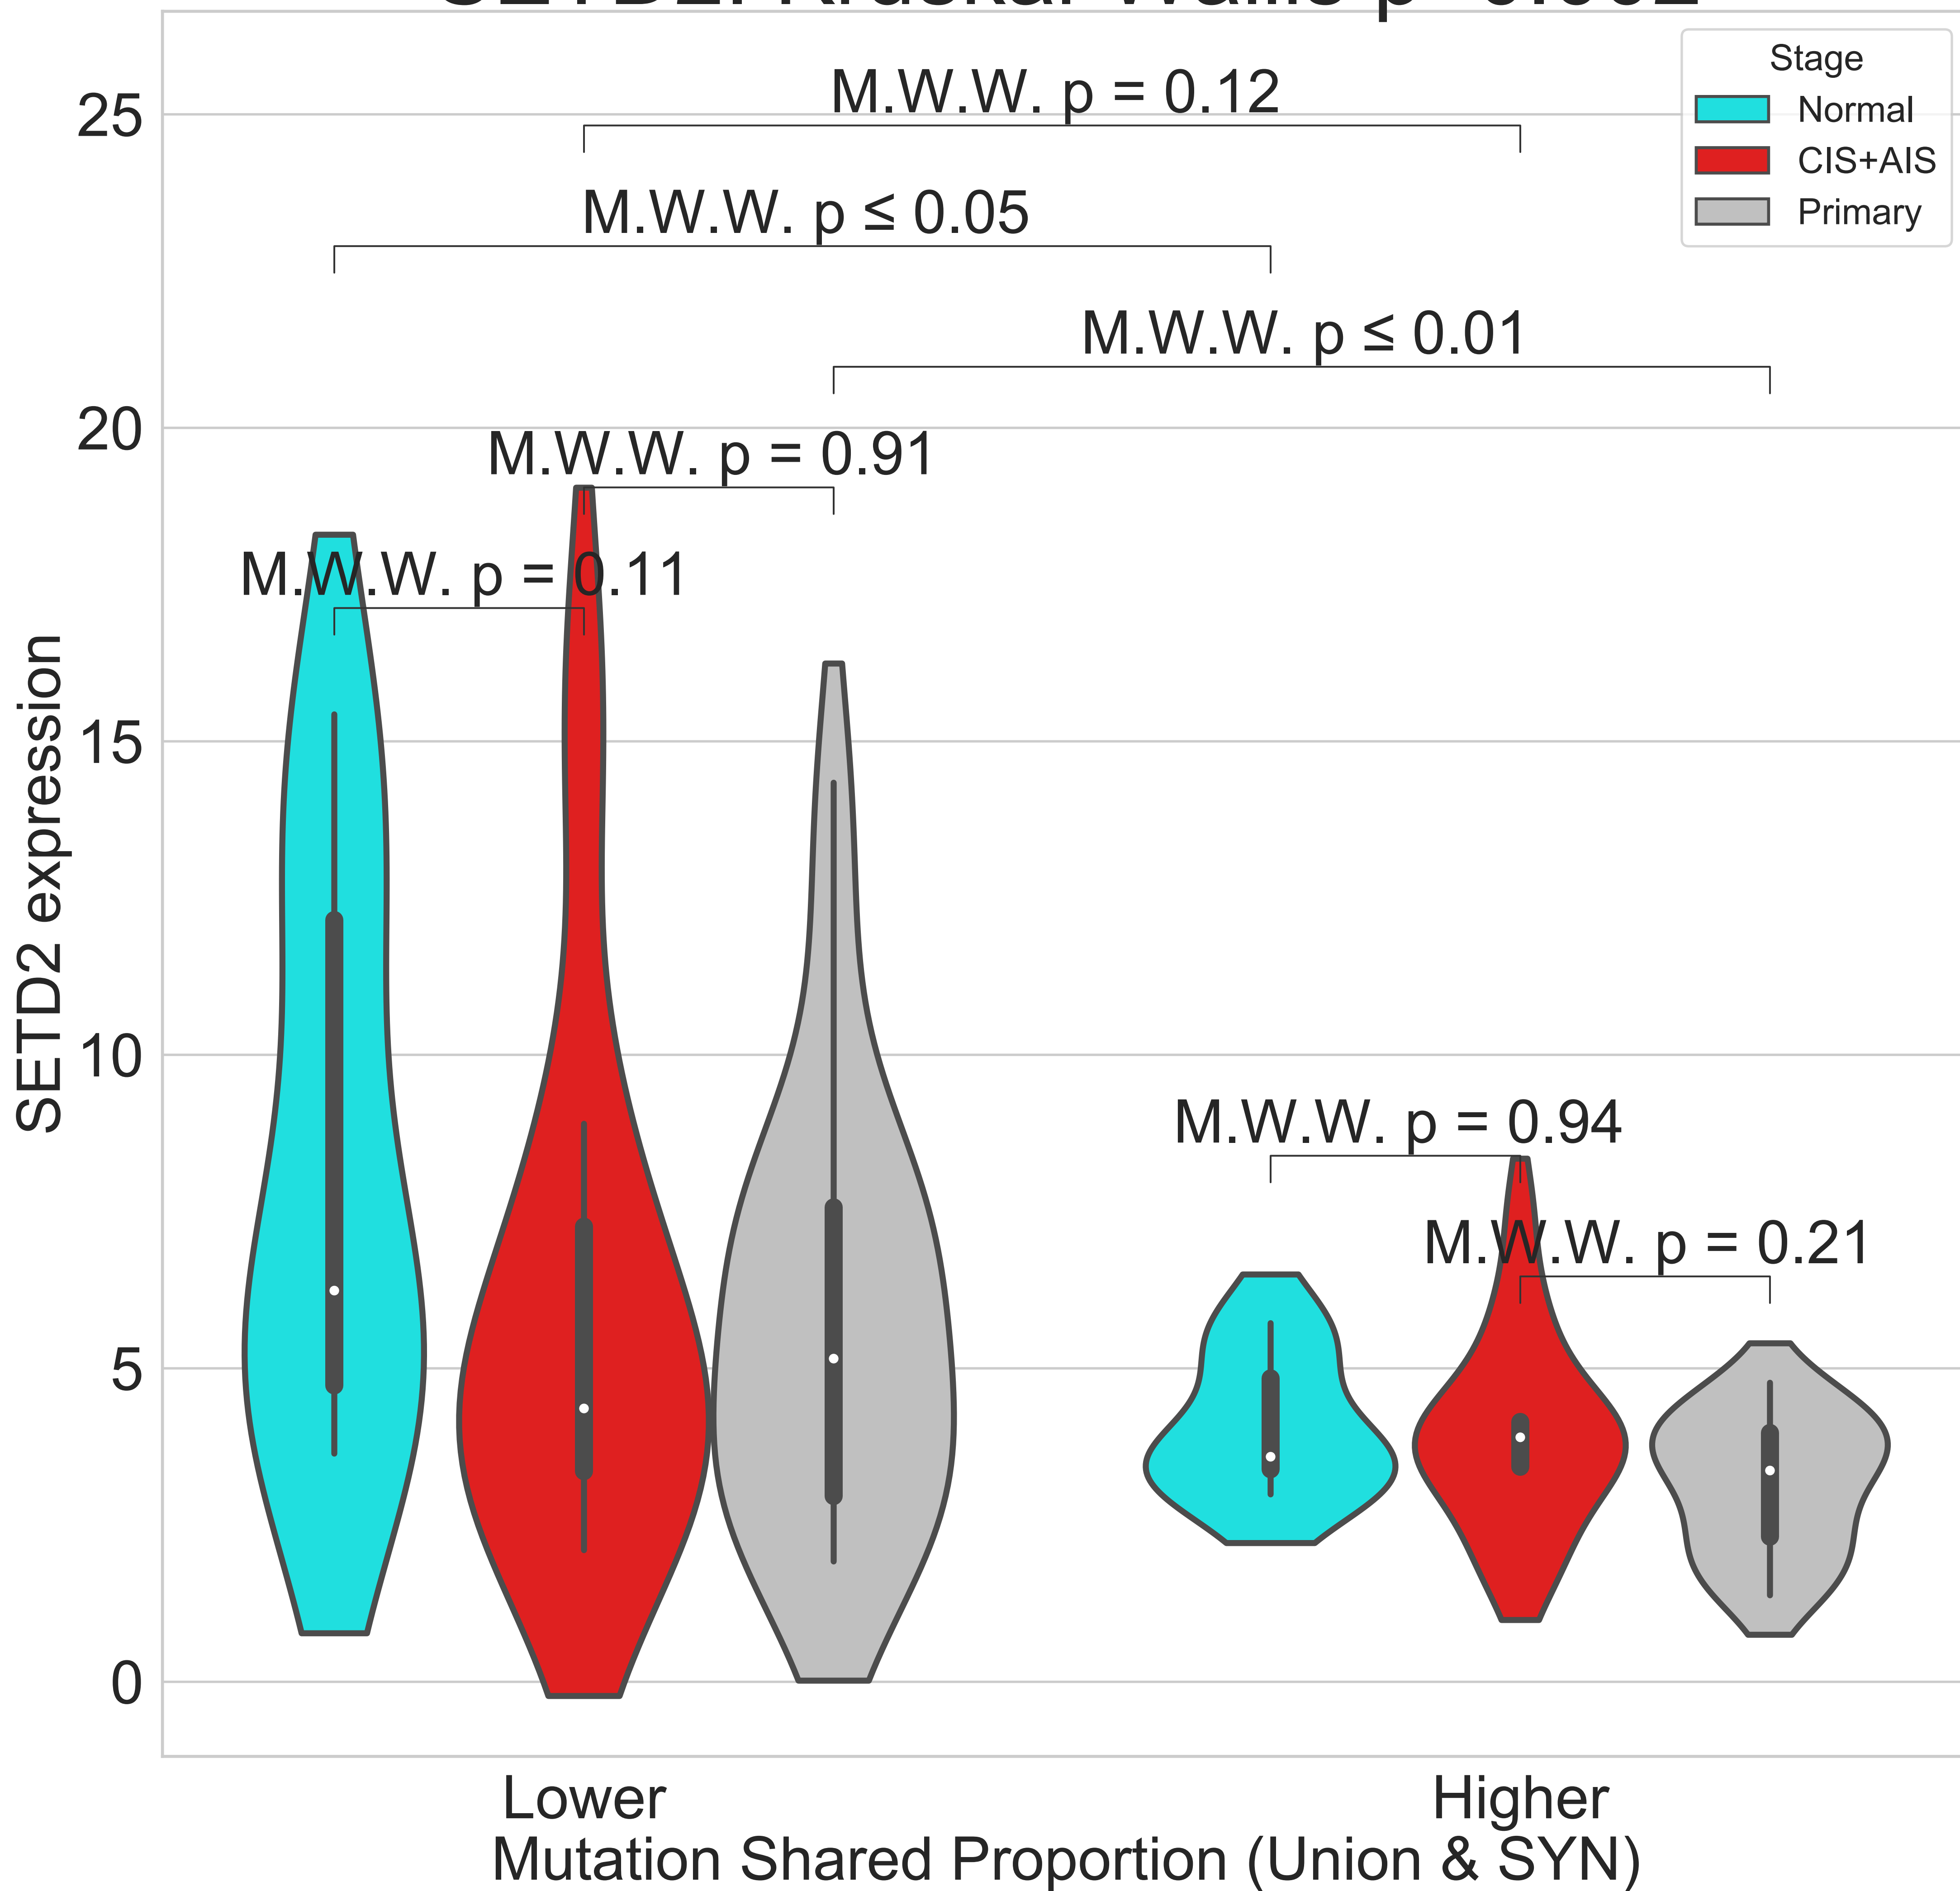 Stage
Normal
CIS+AIS
Primary
M.W.W. p = 0.12
M.W.W. p ≤ 0.05
M.W.W. p ≤ 0.01
M.W.W. p = 0.91
M.W.W. p = 0.11
M.W.W. p = 0.94
M.W.W. p = 0.21
SETD2 expression
25
20
15
10
5
0
Lower
Higher
Mutation Shared Proportion (Union & SYN)